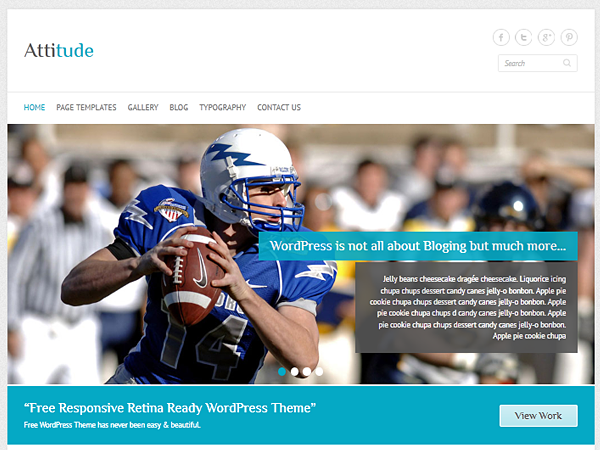 Attitude
Search
HOME PAGE TEMPLATES GALLERY BLOG TYPOGRAPHY CONTACT US
WordPress is not all about Bloging but much more...
Jelly beans cheesecake dragée cheesecake. Liquorice icing
chupa chups dessert candy canes jelly-o bonbon. Apple pie
cookie chupa chups dessert candy canes jelly-o bonbon. Apple
pie cookie chupa chups d candy canes jelly-o bonbon. Apple
pie cookie chupa chups dessert candy canes jelly-o bonbon.
Apple pie cookie chupa
14
“Free Responsive Retina Ready WordPress Theme”
Free WordPress Theme has never been easy & beautiful.
View Work